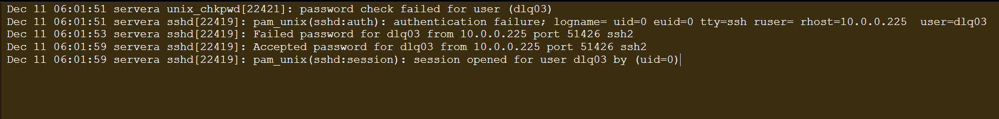 Dec 11 06:01:51 servera unix_chkpwd[22421]: password check failed for user (dlq03)
Dec 11 06:01:51 servera sshd[22419]: pam_unix(sshd:auth): authentication failure; logname= uid=0 euid=0 tty=ssh ruser= rhost=10.0.0.225  user=dlq03
Dec 11 06:01:53 servera sshd[22419]: Failed password for dlq03 from 10.0.0.225 port 51426 ssh2
Dec 11 06:01:59 servera sshd[22419]: Accepted password for dlq03 from 10.0.0.225 port 51426 ssh2
Dec 11 06:01:59 servera sshd[22419]: pam_unix(sshd:session): session opened for user dlq03 by (uid=0)